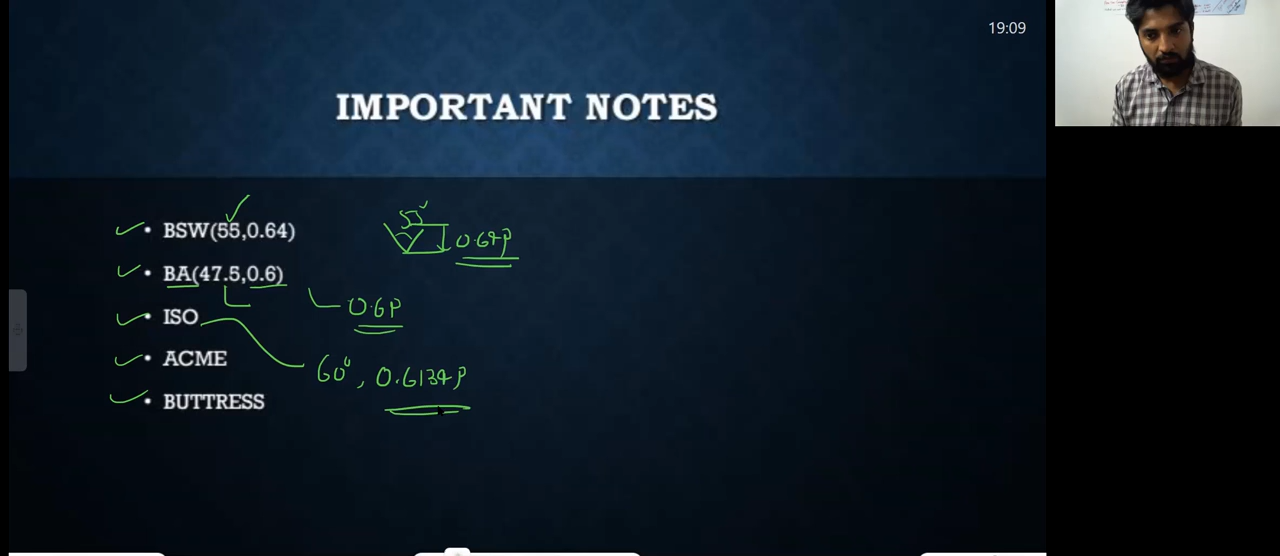 19:09
IMPORTANT NOTES
• BSW(55,0.64)
55° 0.64P
• BA(47.5,0.6)
0.6P
• ISO
60°, 0.6134P
• ACME
• BUTTRESS